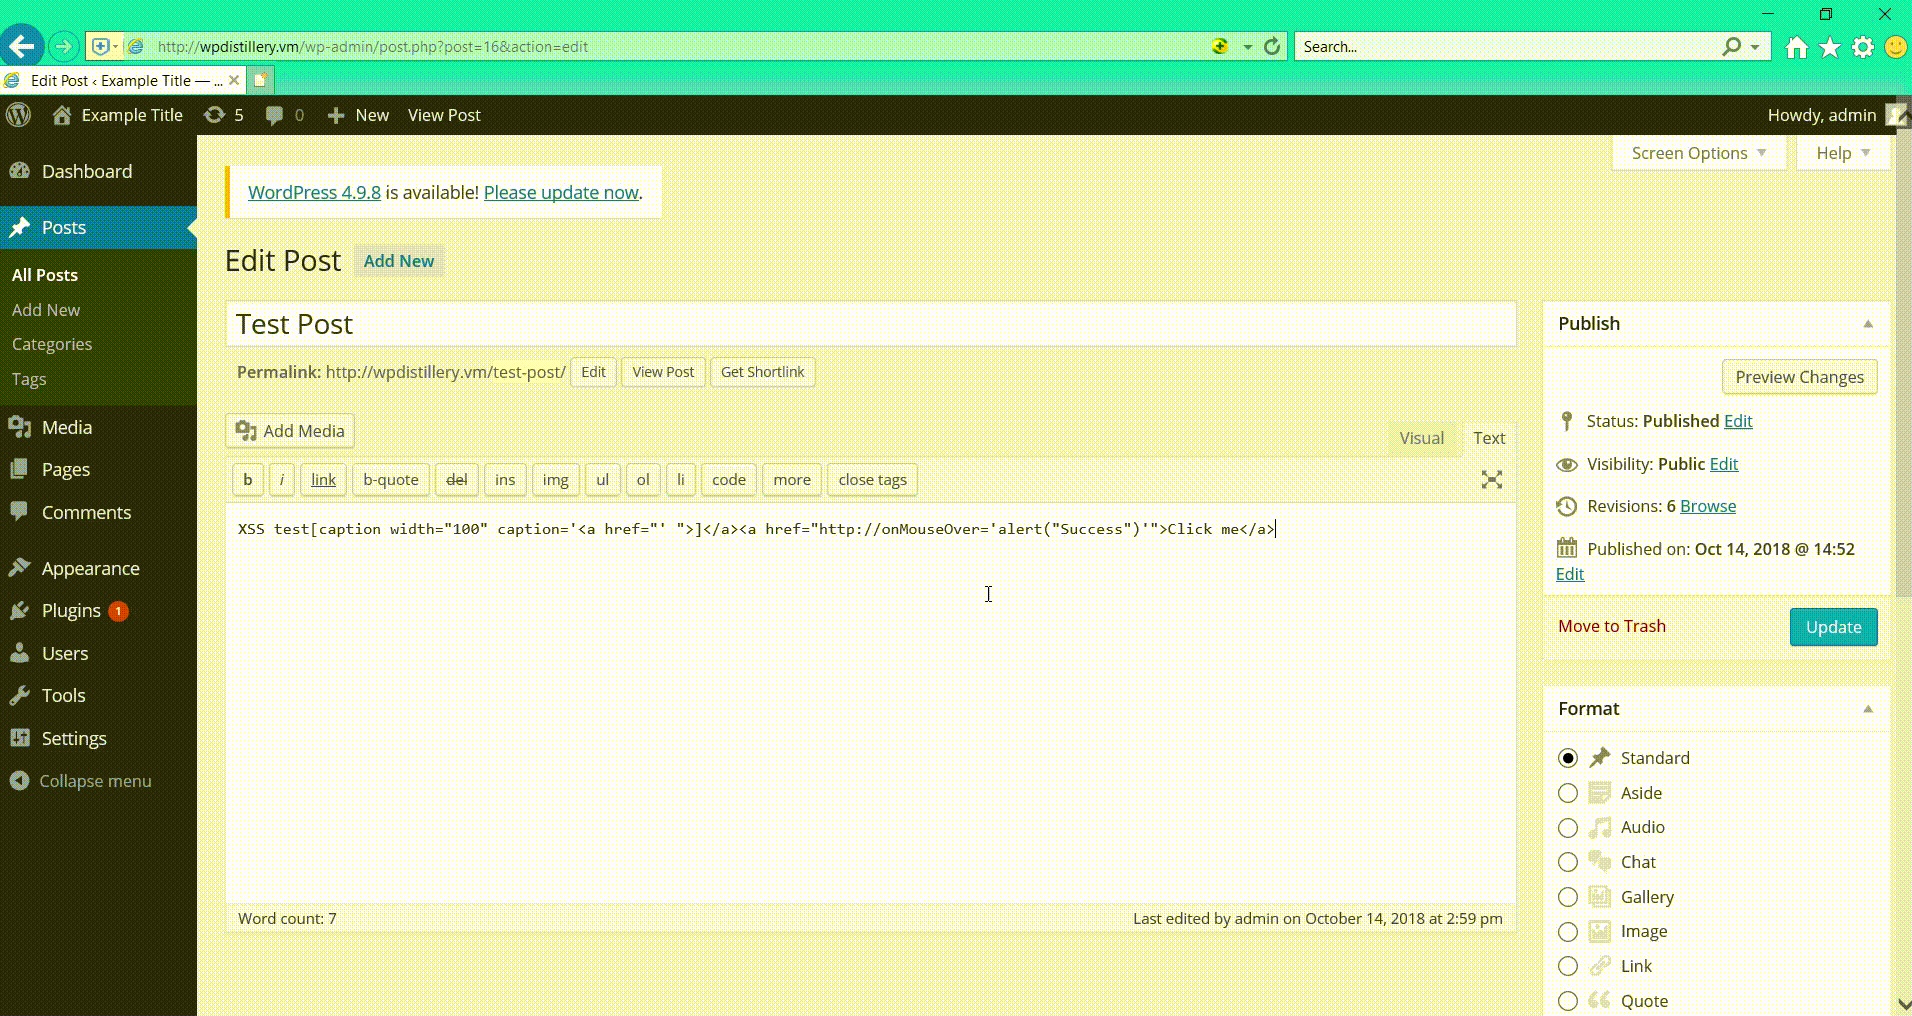 http://wpdistillery.vm/wp-admin/post.php?post=16&action=edit
Search...
Edit Post ‹ Example Title — ...
Example Title
5
0
New
View Post
Howdy, admin
Dashboard
Posts
All Posts
Add New
Categories
Tags
Media
Pages
Comments
Appearance
Plugins 1
Users
Tools
Settings
Collapse menu
Screen Options
Help
WordPress 4.9.8 is available! Please update now.
Edit Post Add New
Test Post
Permalink: http://wpdistillery.vm/test-post/ Edit View Post Get Shortlink
Add Media
Visual Text
b i link b-quote del ins img ul ol li code more close tags
XSS test[caption width="100" caption='<a href="' ">]</a><a href="http://onMouseOver='alert("Success")'">Click me</a>
Word count: 7
Last edited by admin on October 14, 2018 at 2:59 pm
Publish
Preview Changes
Status: Published Edit
Visibility: Public Edit
Revisions: 6 Browse
Published on: Oct 14, 2018 @ 14:52
Edit
Move to Trash
Update
Format
Standard
Aside
Audio
Chat
Gallery
Image
Link
Quote